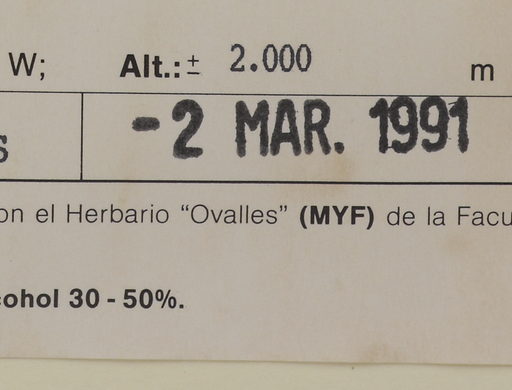 W; Alt.: ± 2.000 m
S -2 MAR. 1991
on el Herbario “Ovalles” (MYF) de la Facu
cohol 30 - 50%.